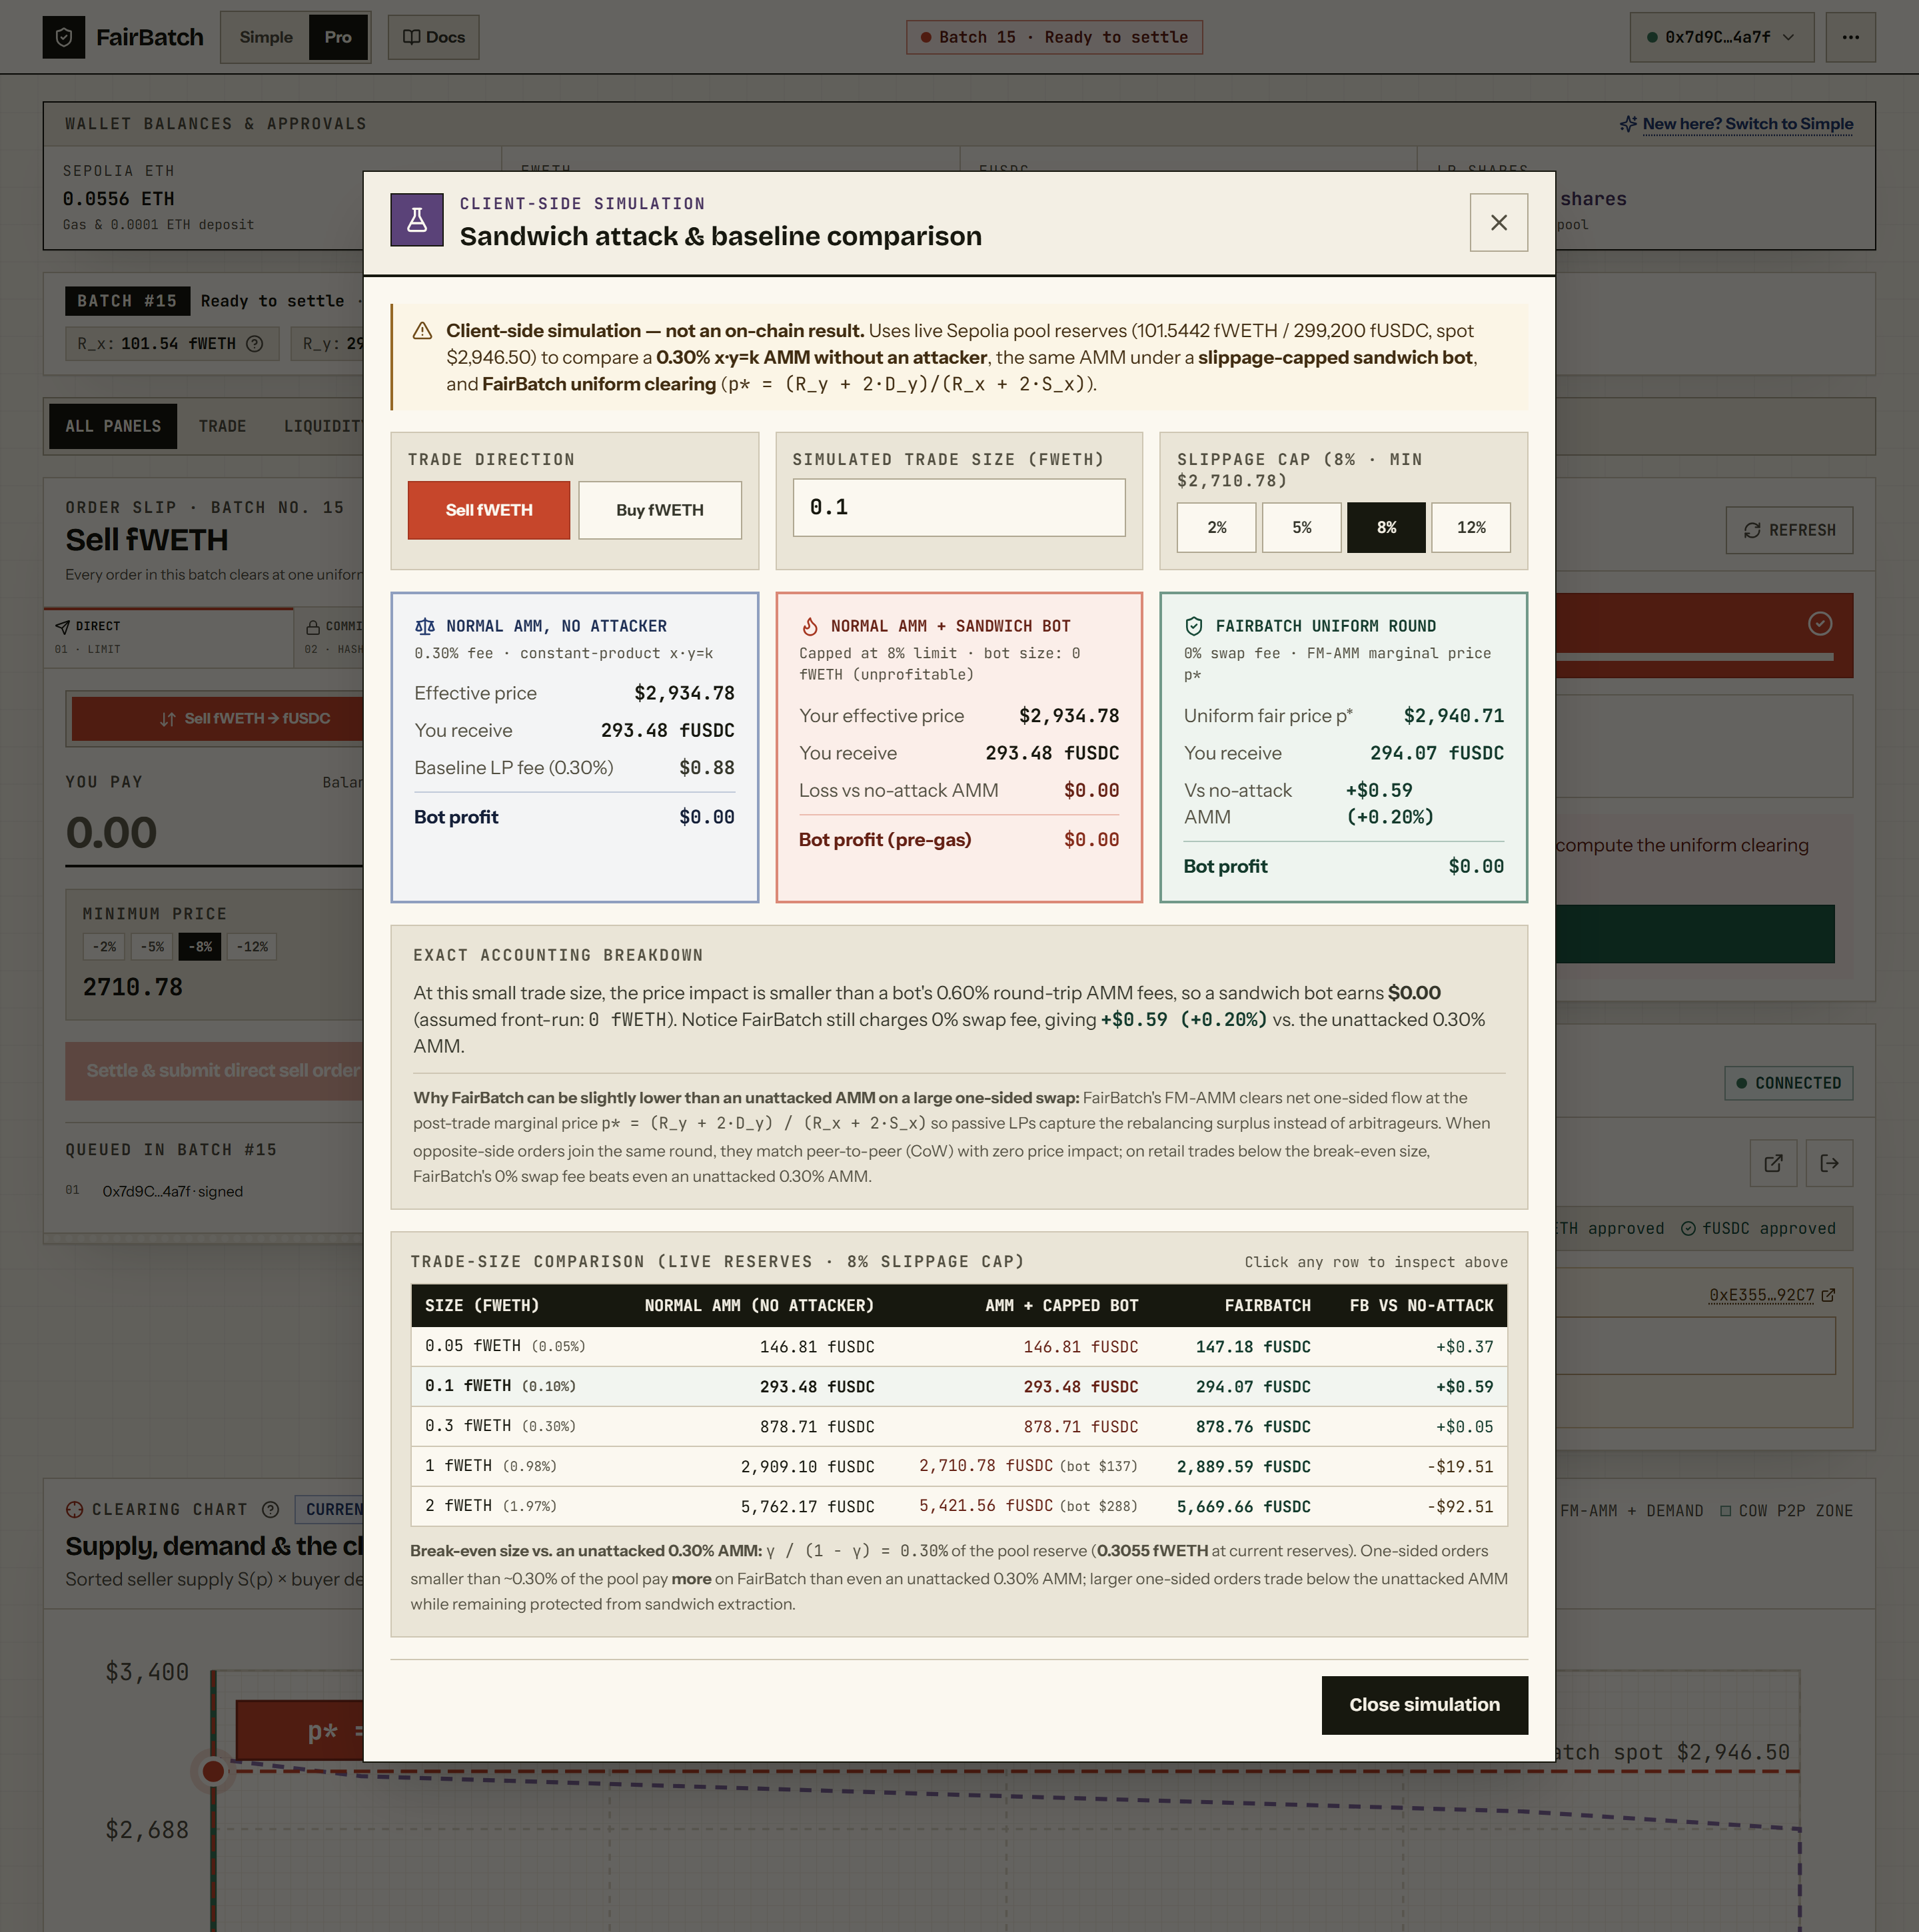 FairBatch
Simple
Pro
Docs
Batch 15 · Ready to settle
0x7d9C…4a7f
WALLET BALANCES & APPROVALS
New here? Switch to Simple
SEPOLIA ETH
0.0556 ETH
Gas & 0.0001 ETH deposit
shares
pool
BATCH #15 Ready to settle ·
R_x: 101.54 fWETH
R_y: 29
ALL PANELS
TRADE
ORDER SLIP · BATCH NO. 15
Sell fWETH
Every order in this batch clears at one
DIRECT
01 · LIMIT
02 · HASH
Sell fWETH → fUSDC
YOU PAY
0.00
MINIMUM PRICE
-2%
-5%
-8%
-12%
2710.78
Settle & submit direct sell order
QUEUED IN BATCH #15
01 0x7d9C…4a7f · signed
REFRESH
compute the uniform clearing
CONNECTED
approved
fUSDC approved
0xE355…92C7
CLIENT-SIDE SIMULATION
Sandwich attack & baseline comparison
Client-side simulation — not an on-chain result. Uses live Sepolia pool reserves (101.5442 fWETH / 299,200 fUSDC, spot
$2,946.50) to compare a 0.30% x·y=k AMM without an attacker, the same AMM under a slippage-capped sandwich bot,
and FairBatch uniform clearing (p* = (R_y + 2·D_y)/(R_x + 2·S_x)).
TRADE DIRECTION
Sell fWETH
Buy fWETH
SIMULATED TRADE SIZE (FWETH)
0.1
SLIPPAGE CAP (8% · MIN
$2,710.78)
2%
5%
8%
12%
NORMAL AMM, NO ATTACKER
0.30% fee · constant-product x·y=k
Effective price $2,934.78
You receive 293.48 fUSDC
Baseline LP fee (0.30%) $0.88
Bot profit $0.00
NORMAL AMM + SANDWICH BOT
Capped at 8% limit · bot size: 0
fWETH (unprofitable)
Your effective price $2,934.78
You receive 293.48 fUSDC
Loss vs no-attack AMM $0.00
Bot profit (pre-gas) $0.00
FAIRBATCH UNIFORM ROUND
0% swap fee · FM-AMM marginal price
p*
Uniform fair price p* $2,940.71
You receive 294.07 fUSDC
Vs no-attack +$0.59
AMM (+0.20%)
Bot profit $0.00
EXACT ACCOUNTING BREAKDOWN
At this small trade size, the price impact is smaller than a bot's 0.60% round-trip AMM fees, so a sandwich bot earns $0.00
(assumed front-run: 0 fWETH). Notice FairBatch still charges 0% swap fee, giving +$0.59 (+0.20%) vs. the unattacked 0.30%
AMM.
Why FairBatch can be slightly lower than an unattacked AMM on a large one-sided swap: FairBatch's FM-AMM clears net one-sided flow at the
post-trade marginal price p* = (R_y + 2·D_y) / (R_x + 2·S_x) so passive LPs capture the rebalancing surplus instead of arbitrageurs. When
opposite-side orders join the same round, they match peer-to-peer (CoW) with zero price impact; on retail trades below the break-even size,
FairBatch's 0% swap fee beats even an unattacked 0.30% AMM.
TRADE-SIZE COMPARISON (LIVE RESERVES · 8% SLIPPAGE CAP)
Click any row to inspect above
SIZE (FWETH) NORMAL AMM (NO ATTACKER) AMM + CAPPED BOT FAIRBATCH FB VS NO-ATTACK
0.05 fWETH (0.05%) 146.81 fUSDC 146.81 fUSDC 147.18 fUSDC +$0.37
0.1 fWETH (0.10%) 293.48 fUSDC 293.48 fUSDC 294.07 fUSDC +$0.59
0.3 fWETH (0.30%) 878.71 fUSDC 878.71 fUSDC 878.76 fUSDC +$0.05
1 fWETH (0.98%) 2,909.10 fUSDC 2,710.78 fUSDC (bot $137) 2,889.59 fUSDC -$19.51
2 fWETH (1.97%) 5,762.17 fUSDC 5,421.56 fUSDC (bot $288) 5,669.66 fUSDC -$92.51
Break-even size vs. an unattacked 0.30% AMM: γ / (1 - γ) = 0.30% of the pool reserve (0.3055 fWETH at current reserves). One-sided orders
smaller than ~0.30% of the pool pay more on FairBatch than even an unattacked 0.30% AMM; larger one-sided orders trade below the unattacked AMM
while remaining protected from sandwich extraction.
Close simulation
CLEARING CHART
FM-AMM + DEMAND
COW P2P ZONE
Supply, demand & the
Sorted seller supply S(p) × buyer
$3,400
p* =
spot $2,946.50
$2,688